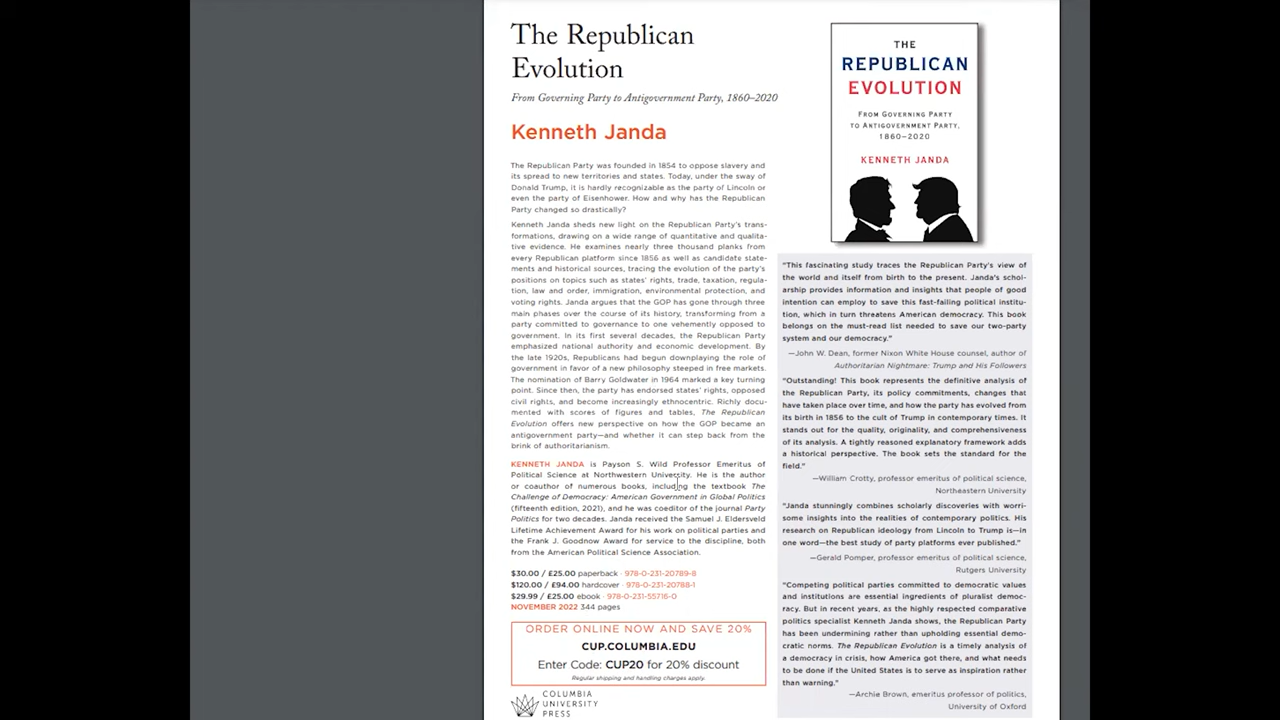 The Republican
Evolution
From Governing Party to Antigovernment Party, 1860–2020
Kenneth Janda
The Republican Party was founded in 1854 to oppose slavery and
its spread to new territories and states. Today, under the sway of
Donald Trump, it is hardly recognizable as the party of Lincoln or
even the party of Eisenhower. How and why has the Republican
Party changed so drastically?
Kenneth Janda sheds new light on the Republican Party's trans-
formations, drawing on a wide range of quantitative and qualita-
tive evidence. He examines nearly three thousand planks from
every Republican platform since 1856 as well as candidate state-
ments and historical sources, tracing the evolution of the party's
positions on topics such as states' rights, trade, taxation, regula-
tion, law and order, immigration, environmental protection, and
voting rights. Janda argues that the GOP has gone through three
main phases over the course of its history, transforming from a
party committed to governance to one vehemently opposed to
government. In its first several decades, the Republican Party
emphasized national authority and economic development. By
the late 1920s, Republicans had begun downplaying the role of
government in favor of a new philosophy steeped in free markets.
The nomination of Barry Goldwater in 1964 marked a key turning
point. Since then, the party has endorsed states' rights, opposed
civil rights, and become increasingly ethnocentric. Richly docu-
mented with scores of figures and tables, The Republican
Evolution offers new perspective on how the GOP became an
antigovernment party—and whether it can step back from the
brink of authoritarianism.
KENNETH JANDA is Payson S. Wild Professor Emeritus of
Political Science at Northwestern University. He is the author
or coauthor of numerous books, including the textbook The
Challenge of Democracy: American Government in Global Politics
(fifteenth edition, 2021), and he was coeditor of the journal Party
Politics for two decades. Janda received the Samuel J. Eldersveld
Lifetime Achievement Award for his work on political parties and
the Frank J. Goodnow Award for service to the discipline, both
from the American Political Science Association.
$30.00 / £25.00 paperback · 978-0-231-20789-8
$120.00 / £94.00 hardcover · 978-0-231-20788-1
$29.99 / £25.00 ebook · 978-0-231-55716-0
NOVEMBER 2022 344 pages
ORDER ONLINE NOW AND SAVE 20%
CUP.COLUMBIA.EDU
Enter Code: CUP20 for 20% discount
Regular shipping and handling charges apply.
COLUMBIA
UNIVERSITY
PRESS
THE
REPUBLICAN
EVOLUTION
FROM GOVERNING PARTY
TO ANTIGOVERNMENT PARTY,
1860–2020
KENNETH JANDA
"This fascinating study traces the Republican Party's view of
the world and itself from birth to the present. Janda's schol-
arship provides information and insights that people of good
intention can employ to save this fast-failing political institu-
tion, which in turn threatens American democracy. This book
belongs on the must-read list needed to save our two-party
system and our democracy."
—John W. Dean, former Nixon White House counsel, author of
Authoritarian Nightmare: Trump and His Followers
"Outstanding! This book represents the definitive analysis of
the Republican Party, its policy commitments, changes that
have taken place over time, and how the party has evolved from
its birth in 1856 to the cult of Trump in contemporary times. It
stands out for the quality, originality, and comprehensiveness
of its analysis. A tightly reasoned explanatory framework adds
a historical perspective. The book sets the standard for the
field."
—William Crotty, professor emeritus of political science,
Northeastern University
"Janda stunningly combines scholarly discoveries with worri-
some insights into the realities of contemporary politics. His
research on Republican ideology from Lincoln to Trump is—in
one word—the best study of party platforms ever published."
—Gerald Pomper, professor emeritus of political science,
Rutgers University
"Competing political parties committed to democratic values
and institutions are essential ingredients of pluralist democ-
racy. But in recent years, as the highly respected comparative
politics specialist Kenneth Janda shows, the Republican Party
has been undermining rather than upholding essential demo-
cratic norms. The Republican Evolution is a timely analysis of
a democracy in crisis, how America got there, and what needs
to be done if the United States is to serve as inspiration rather
than warning."
—Archie Brown, emeritus professor of politics,
University of Oxford